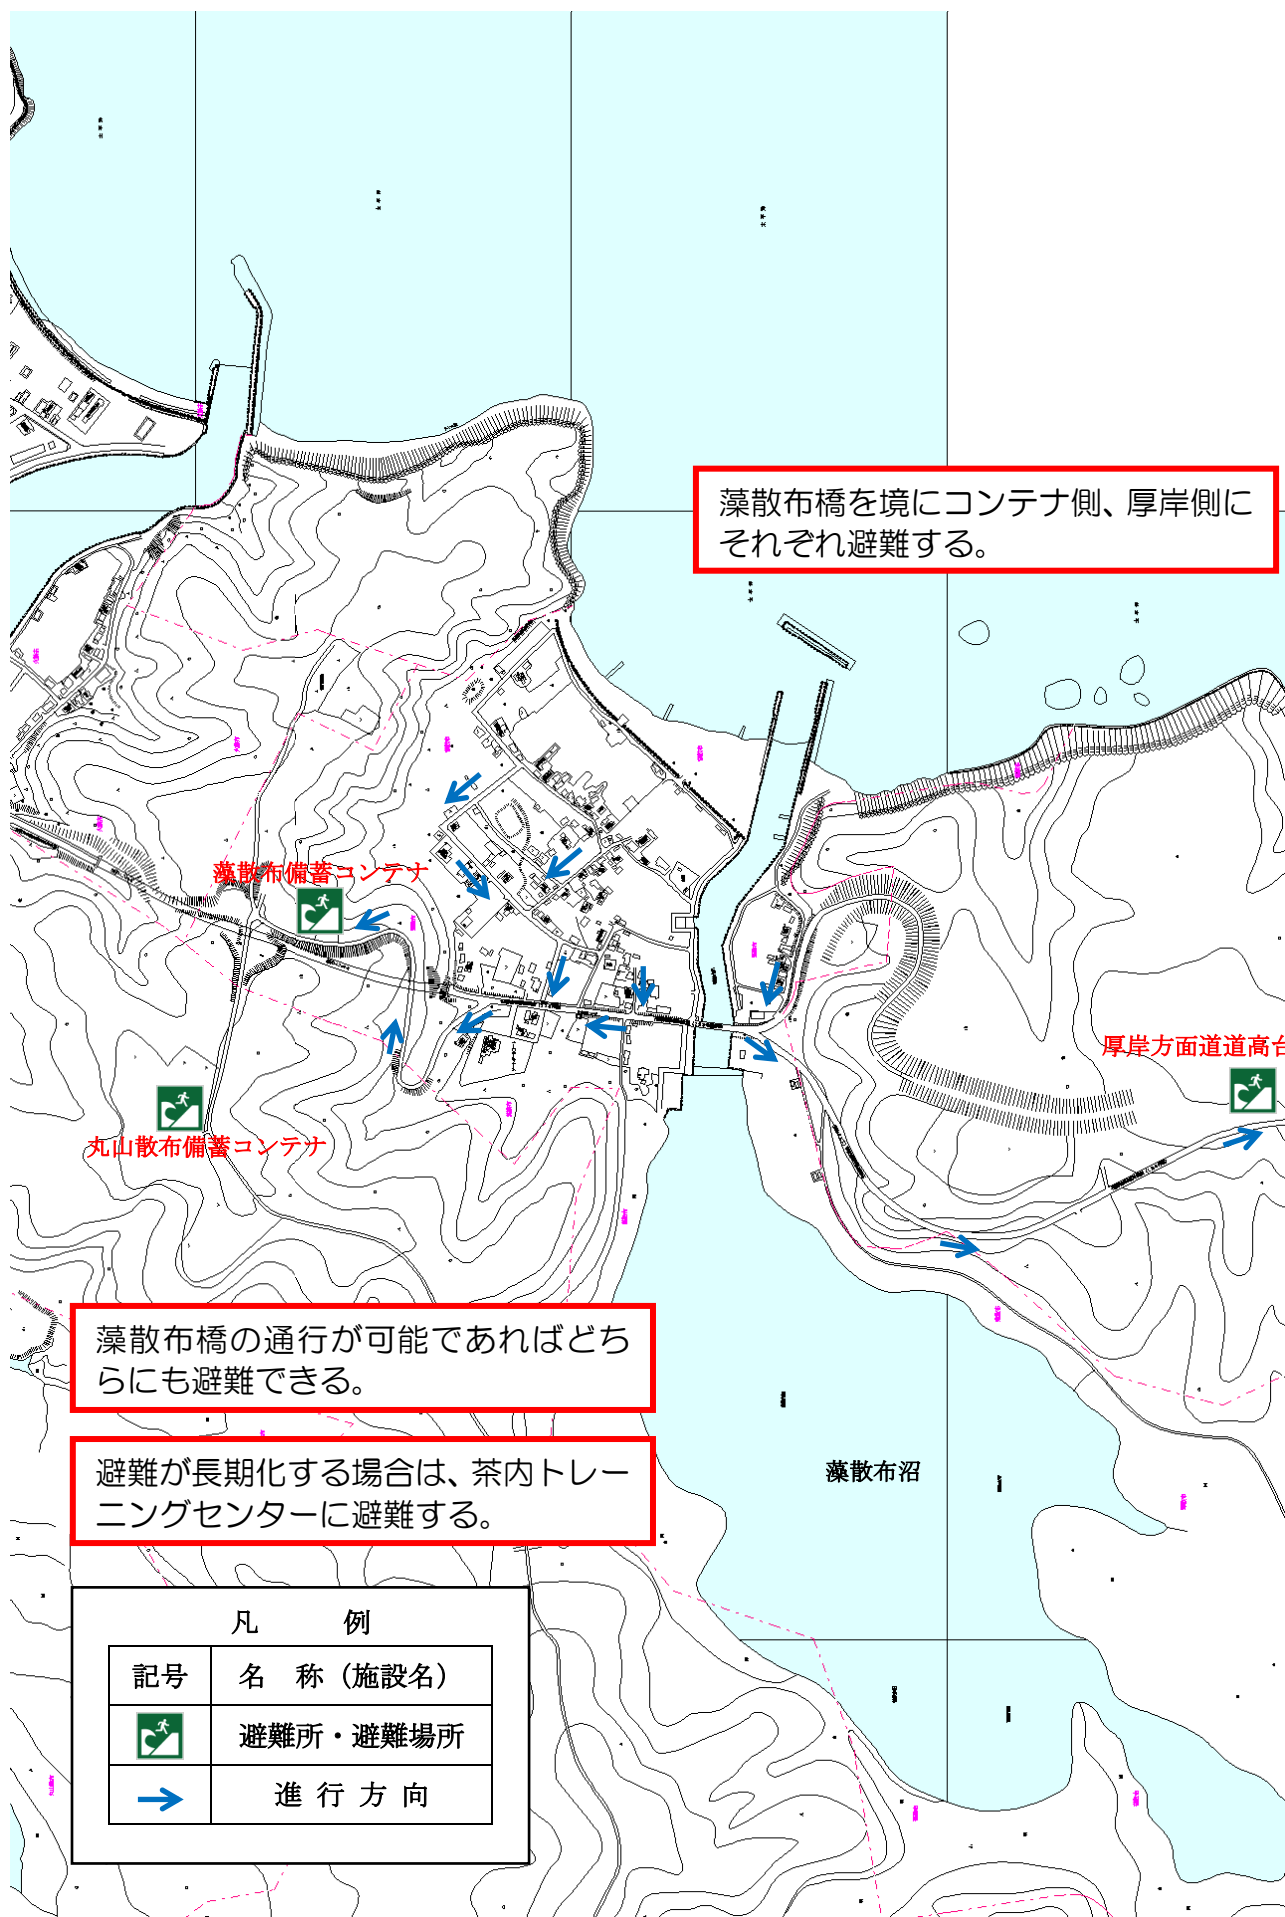 藻散布橋を境にコンテナ側、厚岸側に
それぞれ避難する。
藻散布備蓄コンテナ
厚岸方面道道高台
丸山散布備蓄コンテナ
藻散布橋の通行が可能であればどち
らにも避難できる。
避難が長期化する場合は、茶内トレー
ニングセンターに避難する。
藻散布沼
凡 例
記号 名 称（施設名）
避難所・避難場所
進 行 方 向